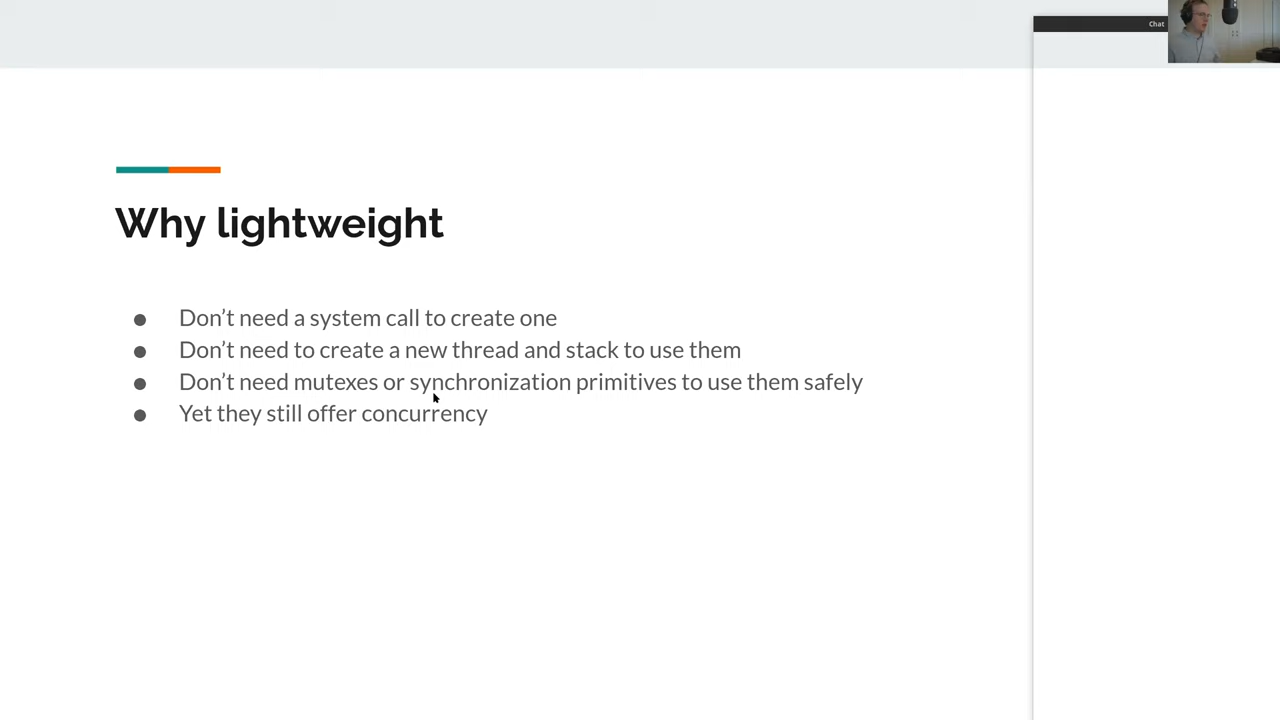 Chat
Why lightweight
● Don’t need a system call to create one
● Don’t need to create a new thread and stack to use them
● Don’t need mutexes or synchronization primitives to use them safely
● Yet they still offer concurrency